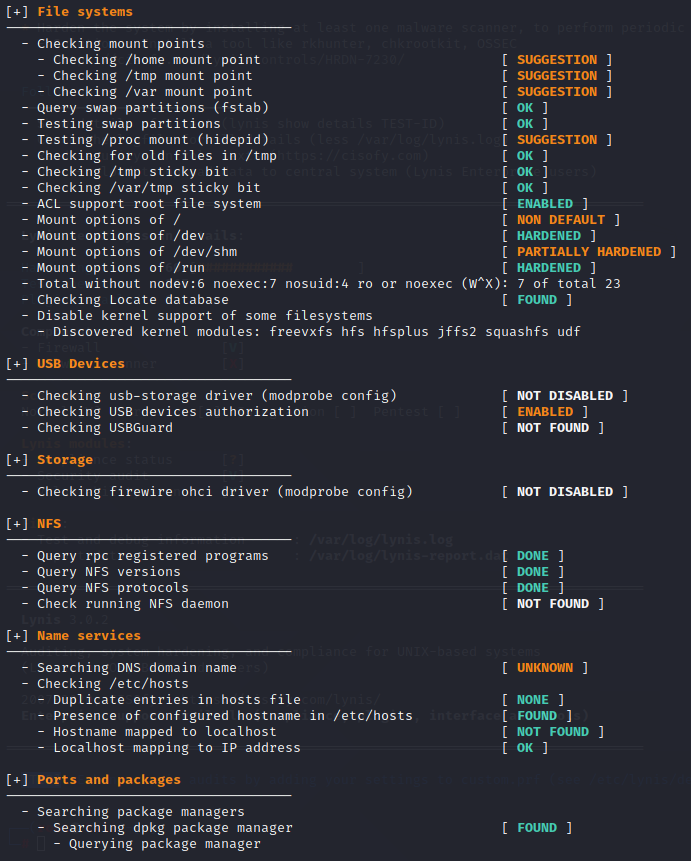 [+] File systems
------------------------------------
- Checking mount points
- Checking /home mount point [ SUGGESTION ]
- Checking /tmp mount point [ SUGGESTION ]
- Checking /var mount point [ SUGGESTION ]
- Query swap partitions (fstab) [ OK ]
- Testing swap partitions [ OK ]
- Testing /proc mount (hidepid) [ SUGGESTION ]
- Checking for old files in /tmp [ OK ]
- Checking /tmp sticky bit [ OK ]
- Checking /var/tmp sticky bit [ OK ]
- ACL support root file system [ ENABLED ]
- Mount options of / [ NON DEFAULT ]
- Mount options of /dev [ HARDENED ]
- Mount options of /dev/shm [ PARTIALLY HARDENED ]
- Mount options of /run [ HARDENED ]
- Total without nodev:6 noexec:7 nosuid:4 ro or noexec (W^X): 7 of total 23
- Checking Locate database [ FOUND ]
- Disable kernel support of some filesystems
- Discovered kernel modules: freevxfs hfs hfsplus jffs2 squashfs udf
[+] USB Devices
------------------------------------
- Checking usb-storage driver (modprobe config) [ NOT DISABLED ]
- Checking USB devices authorization [ ENABLED ]
- Checking USBGuard [ NOT FOUND ]
[+] Storage
------------------------------------
- Checking firewire ohci driver (modprobe config) [ NOT DISABLED ]
[+] NFS
------------------------------------
- Query rpc registered programs [ DONE ]
- Query NFS versions [ DONE ]
- Query NFS protocols [ DONE ]
- Check running NFS daemon [ NOT FOUND ]
[+] Name services
------------------------------------
- Searching DNS domain name [ UNKNOWN ]
- Checking /etc/hosts
- Duplicate entries in hosts file [ NONE ]
- Presence of configured hostname in /etc/hosts [ FOUND ]
- Hostname mapped to localhost [ NOT FOUND ]
- Localhost mapping to IP address [ OK ]
[+] Ports and packages
------------------------------------
- Searching package managers
- Searching dpkg package manager [ FOUND ]
- Querying package manager